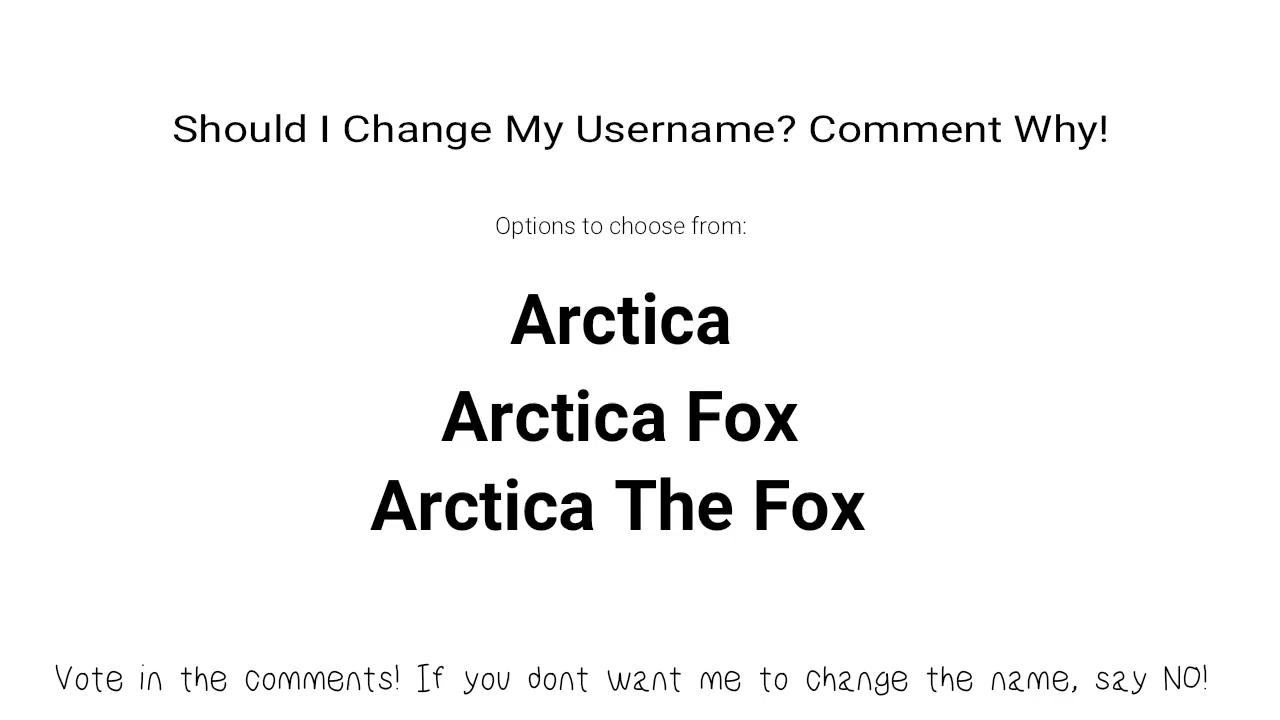 Should I Change My Username? Comment Why!
Options to choose from:
Arctica
Arctica Fox
Arctica The Fox
Vote in the comments! If you dont want me to change the name, say NO!